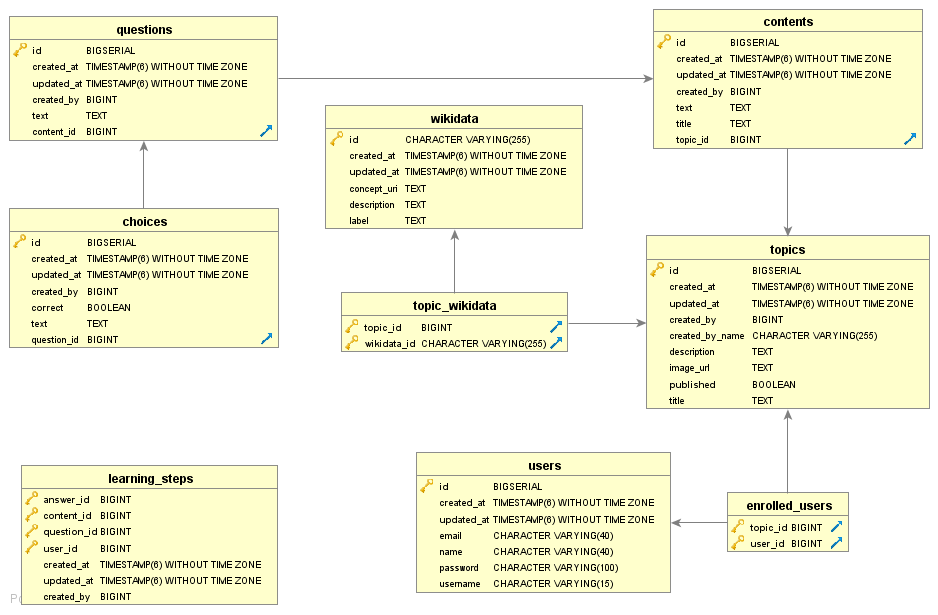 questions
id BIGSERIAL
created_at TIMESTAMP(6) WITHOUT TIME ZONE
updated_at TIMESTAMP(6) WITHOUT TIME ZONE
created_by BIGINT
text TEXT
content_id BIGINT
contents
id BIGSERIAL
created_at TIMESTAMP(6) WITHOUT TIME ZONE
updated_at TIMESTAMP(6) WITHOUT TIME ZONE
created_by BIGINT
text TEXT
title TEXT
topic_id BIGINT
wikidata
id CHARACTER VARYING(255)
created_at TIMESTAMP(6) WITHOUT TIME ZONE
updated_at TIMESTAMP(6) WITHOUT TIME ZONE
concept_uri TEXT
description TEXT
label TEXT
choices
id BIGSERIAL
created_at TIMESTAMP(6) WITHOUT TIME ZONE
updated_at TIMESTAMP(6) WITHOUT TIME ZONE
created_by BIGINT
correct BOOLEAN
text TEXT
question_id BIGINT
topic_wikidata
topic_id BIGINT
wikidata_id CHARACTER VARYING(255)
topics
id BIGSERIAL
created_at TIMESTAMP(6) WITHOUT TIME ZONE
updated_at TIMESTAMP(6) WITHOUT TIME ZONE
created_by BIGINT
created_by_name CHARACTER VARYING(255)
description TEXT
image_url TEXT
published BOOLEAN
title TEXT
learning_steps
answer_id BIGINT
content_id BIGINT
question_id BIGINT
user_id BIGINT
created_at TIMESTAMP(6) WITHOUT TIME ZONE
updated_at TIMESTAMP(6) WITHOUT TIME ZONE
created_by BIGINT
users
id BIGSERIAL
created_at TIMESTAMP(6) WITHOUT TIME ZONE
updated_at TIMESTAMP(6) WITHOUT TIME ZONE
email CHARACTER VARYING(40)
name CHARACTER VARYING(40)
password CHARACTER VARYING(100)
username CHARACTER VARYING(15)
enrolled_users
topic_id BIGINT
user_id BIGINT